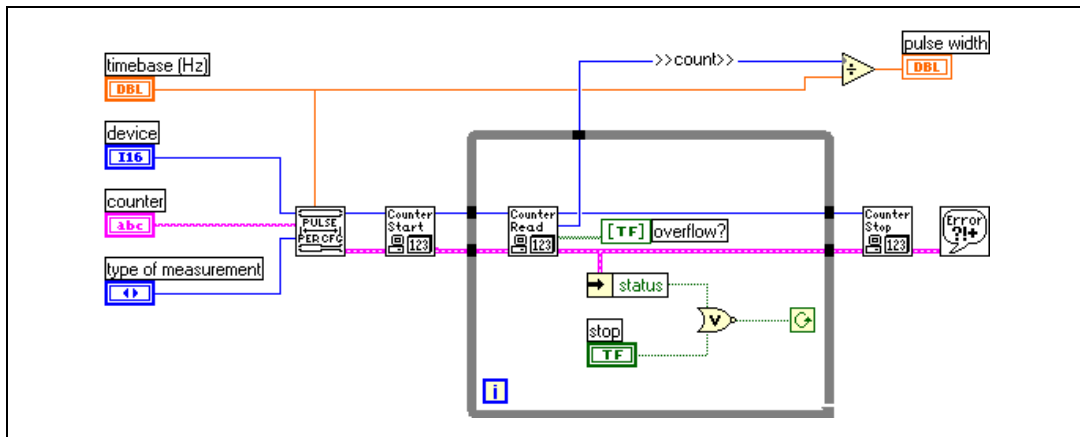 pulse width
DBL
>>count>>
÷
timebase (Hz)
DBL
device
I16
counter
abc
type of measurement
PULSE
PER CFG
Counter
Start
123
Counter
Read
123
[TF] overflow?
Counter
Stop
123
Error
?!+
status
stop
TF
V
i